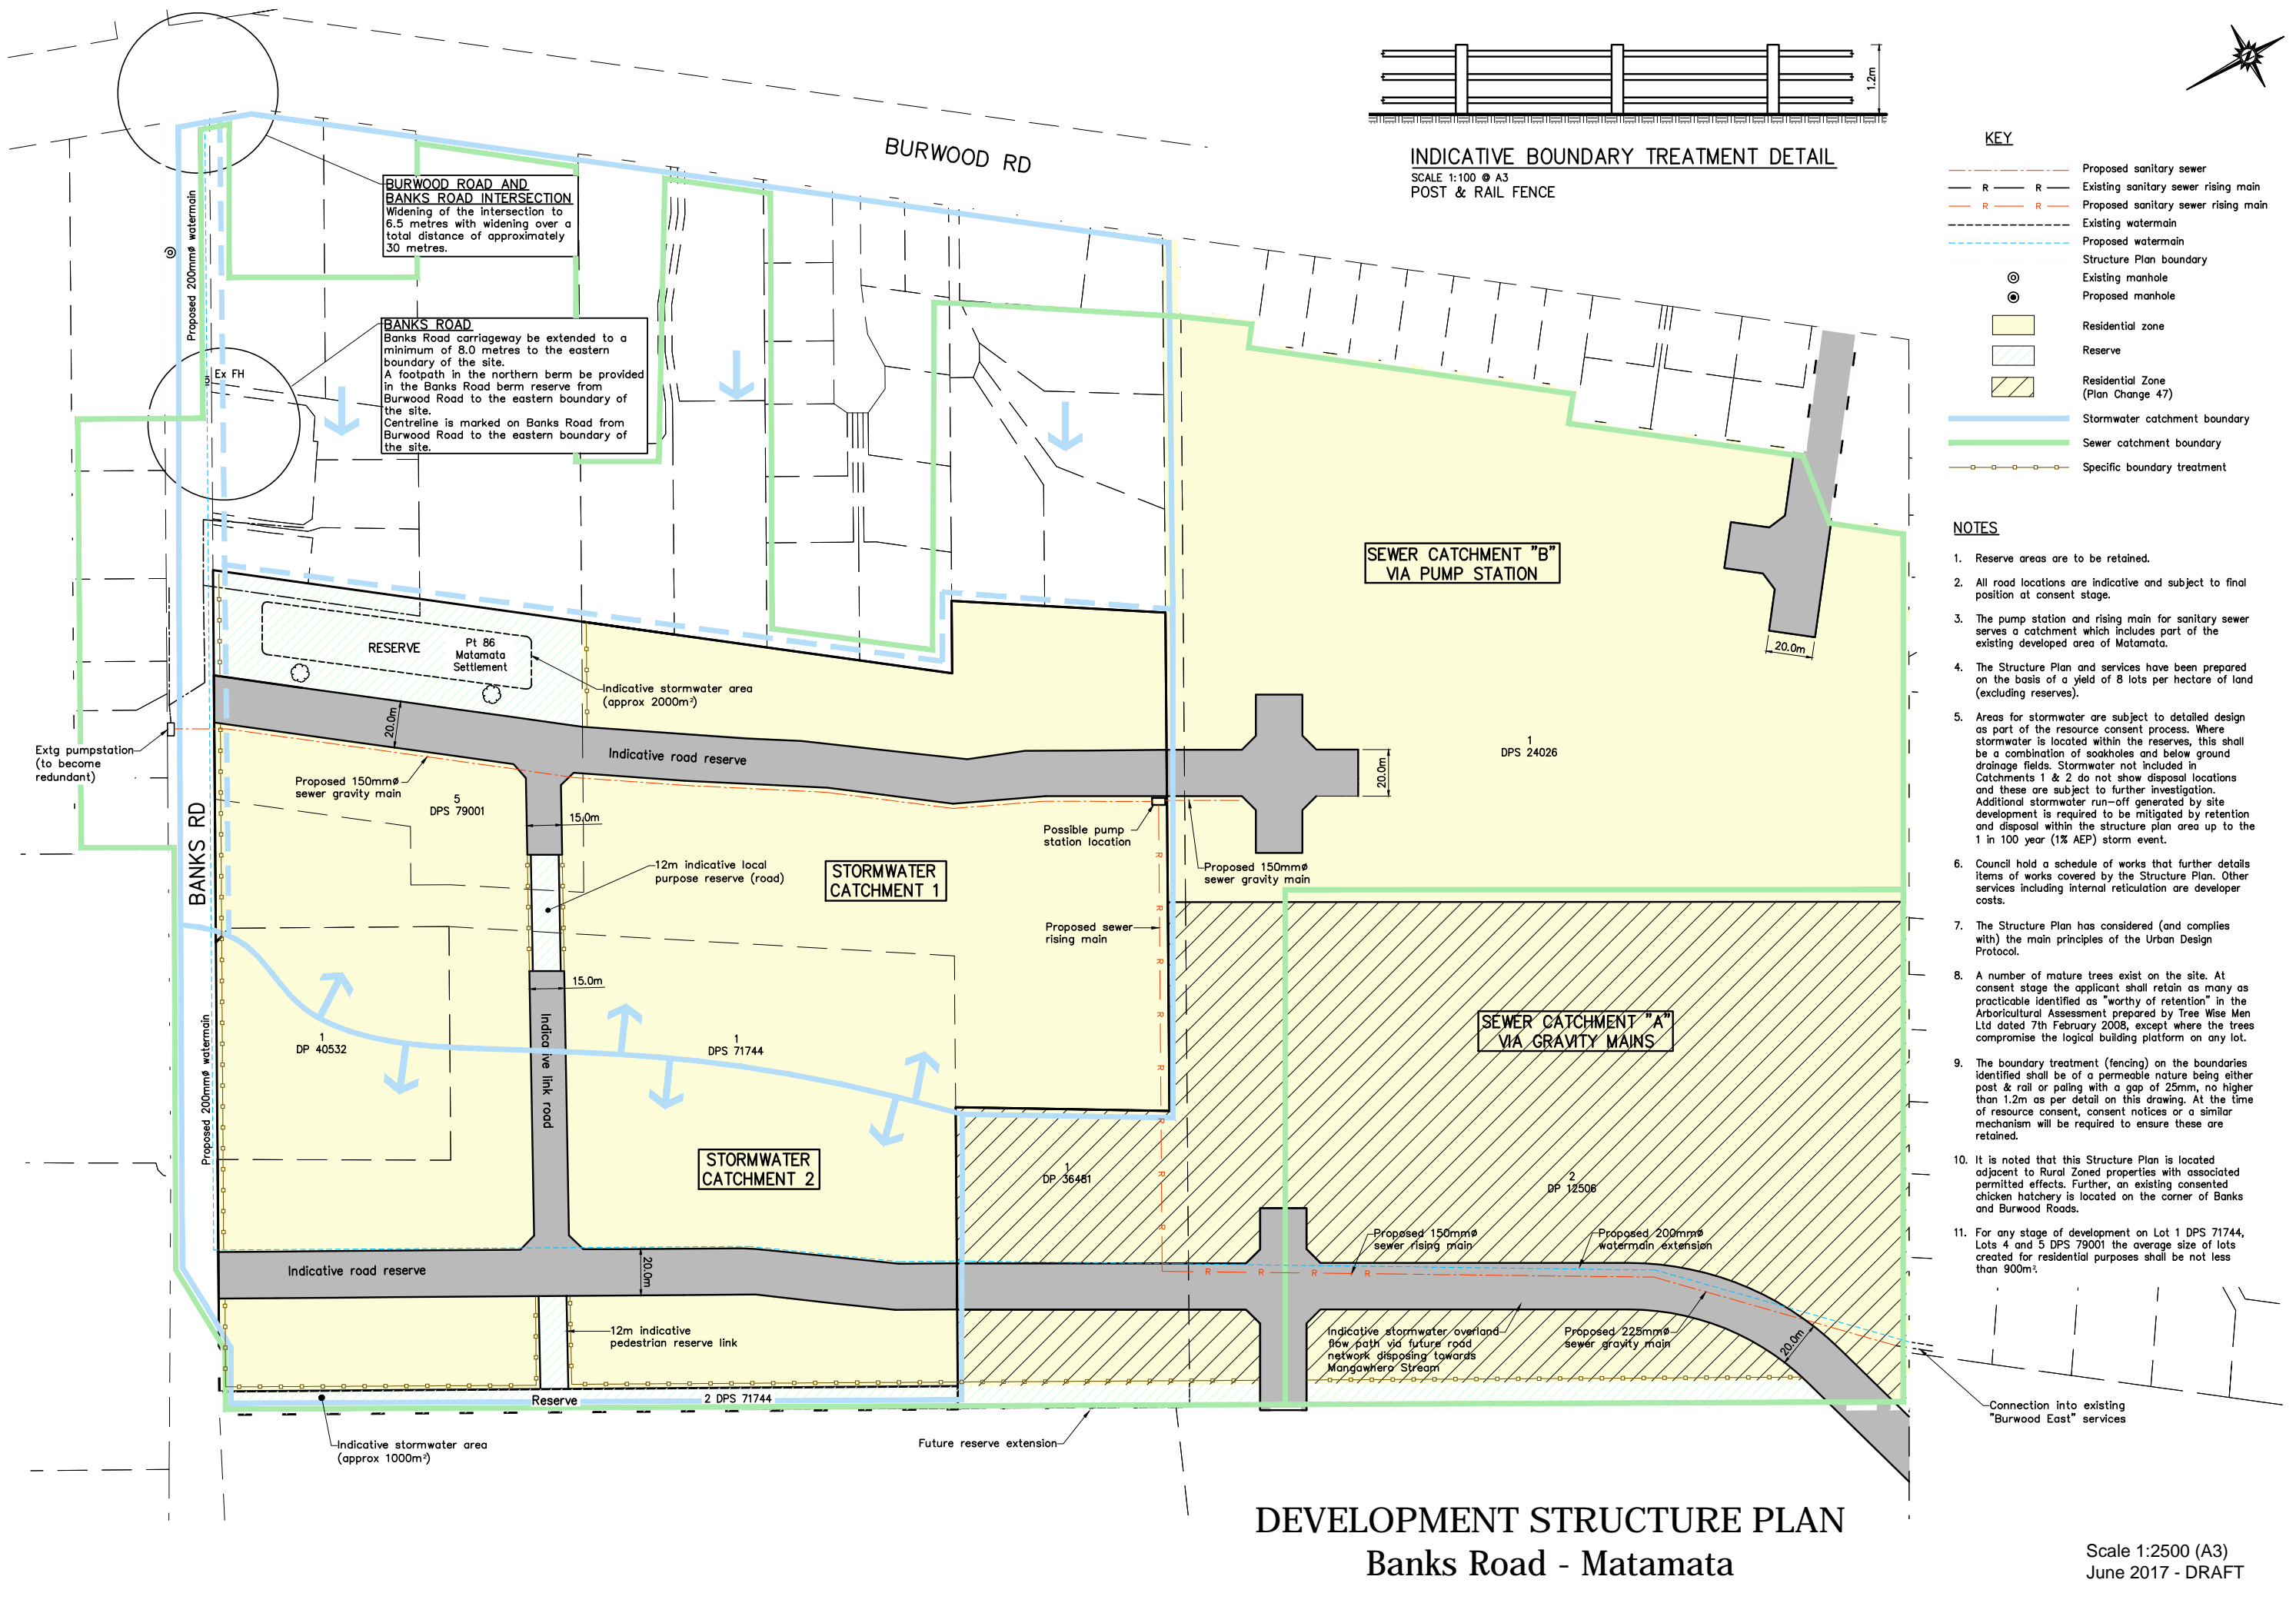 BURWOOD RD
1.2m
INDICATIVE BOUNDARY TREATMENT DETAIL
SCALE 1:100 @ A3
POST & RAIL FENCE
KEY
Proposed sanitary sewer
R R Existing sanitary sewer rising main
R R Proposed sanitary sewer rising main
Existing watermain
Proposed watermain
Structure Plan boundary
Existing manhole
Proposed manhole
Residential zone
Reserve
Residential Zone
(Plan Change 47)
Stormwater catchment boundary
Sewer catchment boundary
Specific boundary treatment
NOTES
1. Reserve areas are to be retained.
2. All road locations are indicative and subject to final
position at consent stage.
3. The pump station and rising main for sanitary sewer
serves a catchment which includes part of the
existing developed area of Matamata.
4. The Structure Plan and services have been prepared
on the basis of a yield of 8 lots per hectare of land
(excluding reserves).
5. Areas for stormwater are subject to detailed design
as part of the resource consent process. Where
stormwater is located within the reserves, this shall
be a combination of soakholes and below ground
drainage fields. Stormwater not included in
Catchments 1 & 2 do not show disposal locations
and these are subject to further investigation.
Additional stormwater run-off generated by site
development is required to be mitigated by retention
and disposal within the structure plan area up to the
1 in 100 year (1% AEP) storm event.
6. Council hold a schedule of works that further details
items of works covered by the Structure Plan. Other
services including internal reticulation are developer
costs.
7. The Structure Plan has considered (and complies
with) the main principles of the Urban Design
Protocol.
8. A number of mature trees exist on the site. At
consent stage the applicant shall retain as many as
practicable identified as "worthy of retention" in the
Arboricultural Assessment prepared by Tree Wise Men
Ltd dated 7th February 2008, except where the trees
compromise the logical building platform on any lot.
9. The boundary treatment (fencing) on the boundaries
identified shall be of a permeable nature being either
post & rail or paling with a gap of 25mm, no higher
than 1.2m as per detail on this drawing. At the time
of resource consent, consent notices or a similar
mechanism will be required to ensure these are
retained.
10. It is noted that this Structure Plan is located
adjacent to Rural Zoned properties with associated
permitted effects. Further, an existing consented
chicken hatchery is located on the corner of Banks
and Burwood Roads.
11. For any stage of development on Lot 1 DPS 71744,
Lots 4 and 5 DPS 79001 the average size of lots
created for residential purposes shall be not less
than 900m².
BURWOOD ROAD AND
BANKS ROAD INTERSECTION
Widening of the intersection to
6.5 metres with widening over a
total distance of approximately
30 metres.
Proposed 200mmø watermain
BANKS ROAD
Banks Road carriageway be extended to a
minimum of 8.0 metres to the eastern
boundary of the site.
A footpath in the northern berm be provided
in the Banks Road berm reserve from
Burwood Road to the eastern boundary of
the site.
Centreline is marked on Banks Road from
Burwood Road to the eastern boundary of
the site.
Ex FH
SEWER CATCHMENT "B"
VIA PUMP STATION
20.0m
RESERVE
Pt 86
Matamata
Settlement
Indicative stormwater area
(approx 2000m²)
20.0m
Extg pumpstation
(to become
redundant)
Indicative road reserve
1
DPS 24026
20.0m
Proposed 150mmø
sewer gravity main
5
DPS 79001
15.0m
BANKS RD
Possible pump
station location
Proposed 150mmø
sewer gravity main
12m indicative local
purpose reserve (road)
STORMWATER
CATCHMENT 1
R
R
R
R
R
R
R
Proposed sewer
rising main
15.0m
Indicative link road
1
DP 40532
1
DPS 71744
Proposed 200mmø watermain
SEWER CATCHMENT "A"
VIA GRAVITY MAINS
STORMWATER
CATCHMENT 2
1
DP 36481
2
DP 12506
Proposed 150mmø
sewer rising main
Proposed 200mmø
watermain extension
Indicative road reserve
20.0m
R R R R
12m indicative
pedestrian reserve link
Indicative stormwater overland
flow path via future road
network disposing towards
Mangawhero Stream
Proposed 225mmø
sewer gravity main
20.0m
Reserve
2 DPS 71744
Connection into existing
"Burwood East" services
Indicative stormwater area
(approx 1000m²)
Future reserve extension
DEVELOPMENT STRUCTURE PLAN
Banks Road - Matamata
Scale 1:2500 (A3)
June 2017 - DRAFT